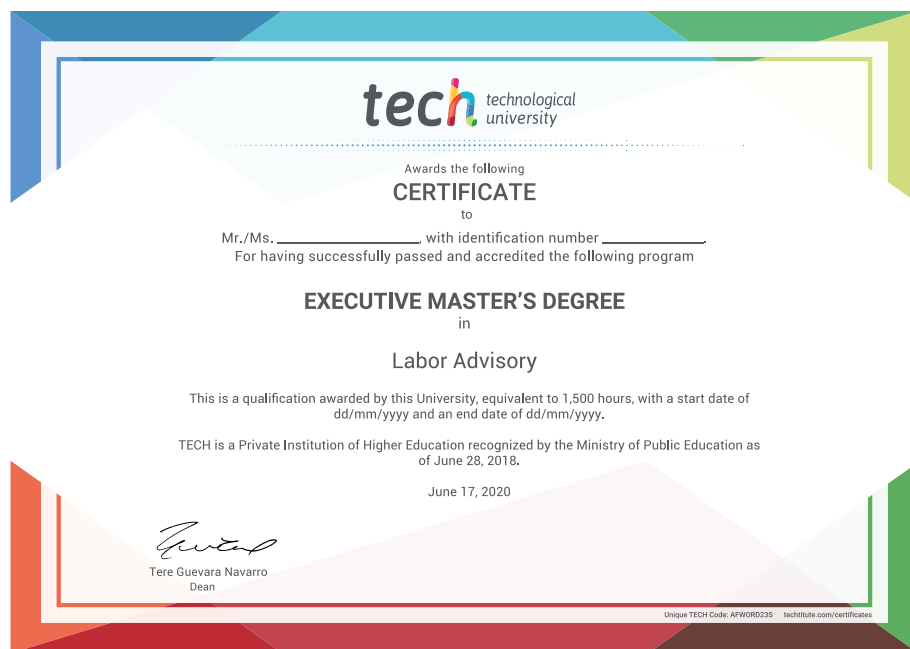 tech technological
university
Awards the following
CERTIFICATE
to
Mr./Ms. ____________________, with identification number ______________.
For having successfully passed and accredited the following program
EXECUTIVE MASTER'S DEGREE
in
Labor Advisory
This is a qualification awarded by this University, equivalent to 1,500 hours, with a start date of
dd/mm/yyyy and an end date of dd/mm/yyyy.
TECH is a Private Institution of Higher Education recognized by the Ministry of Public Education as
of June 28, 2018.
June 17, 2020
Tere Guevara Navarro
Dean
Unique TECH Code: AFWORD23S techtitute.com/certificates